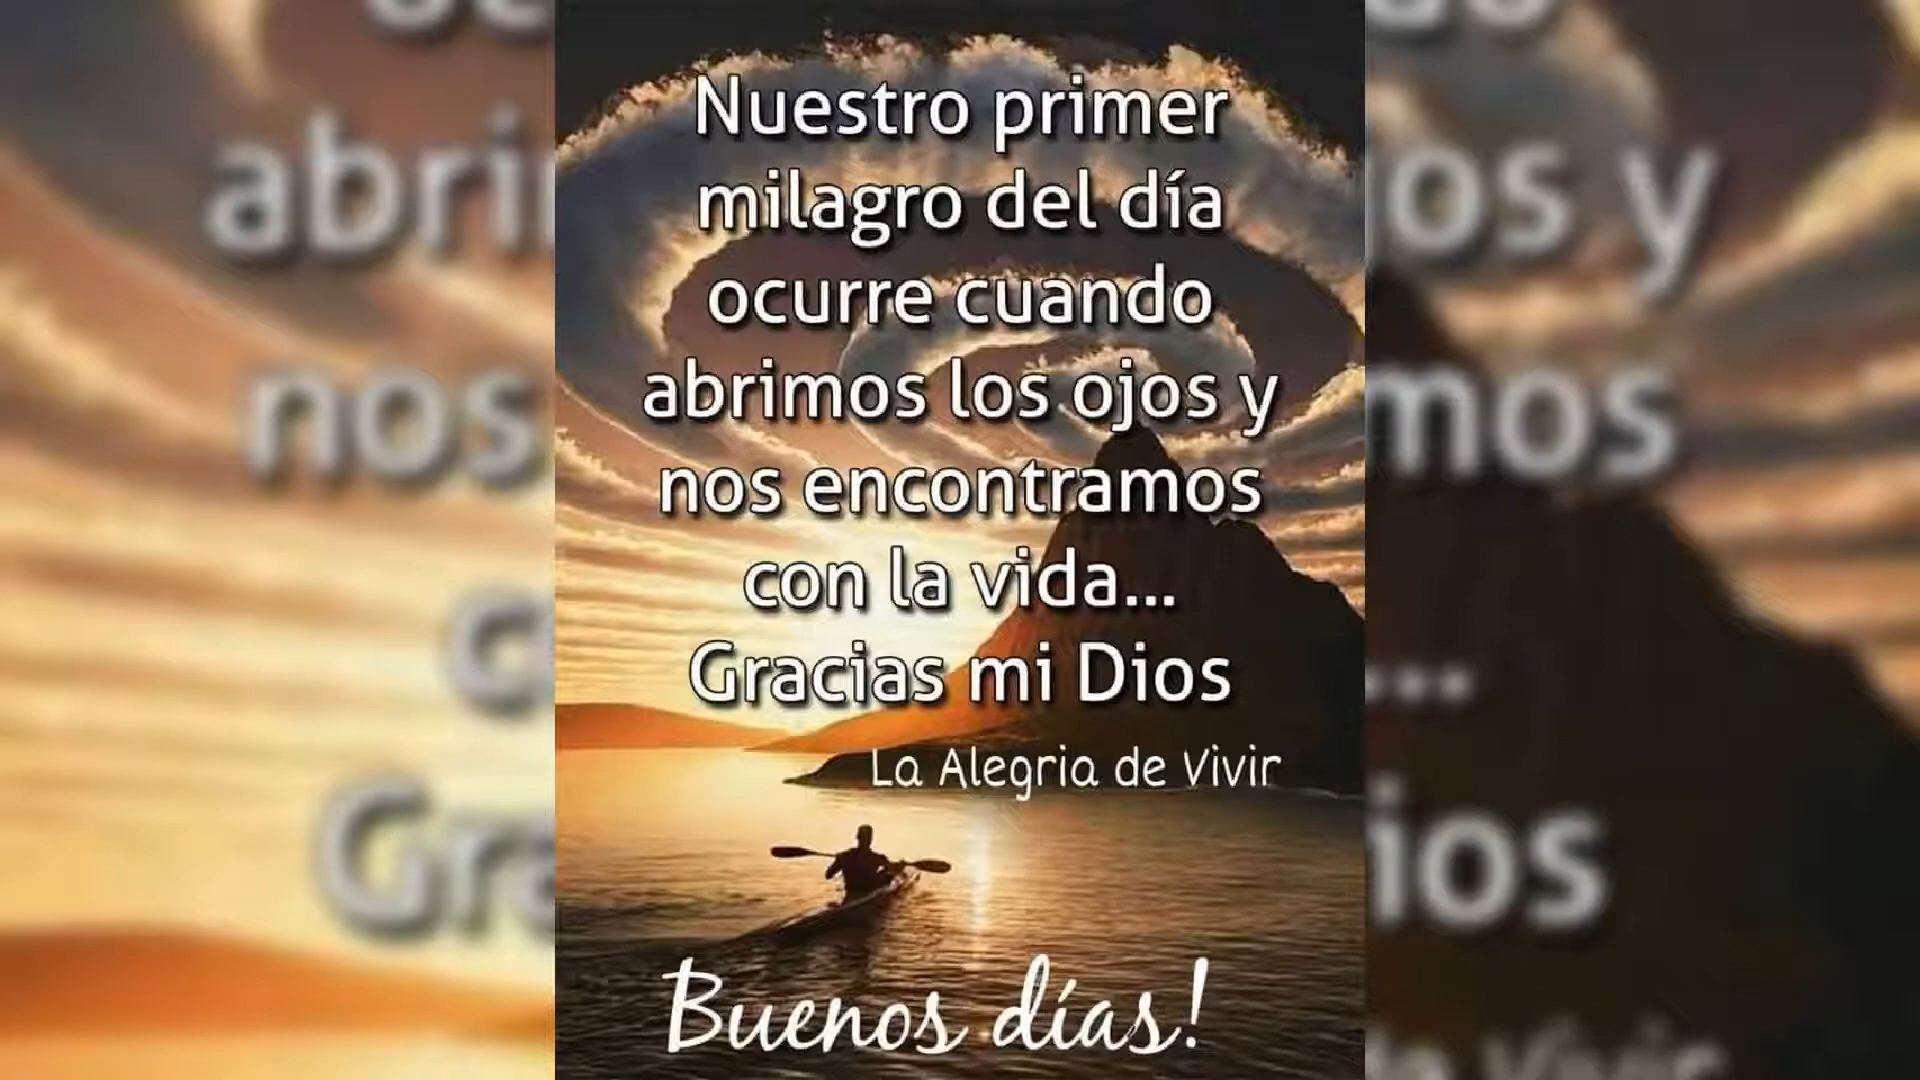 Nuestro primer
milagro del día
ocurre cuando
abrimos los ojos y
nos encontramos
con la vida...
Gracias mi Dios
La Alegria de Vivir
Buenos días!